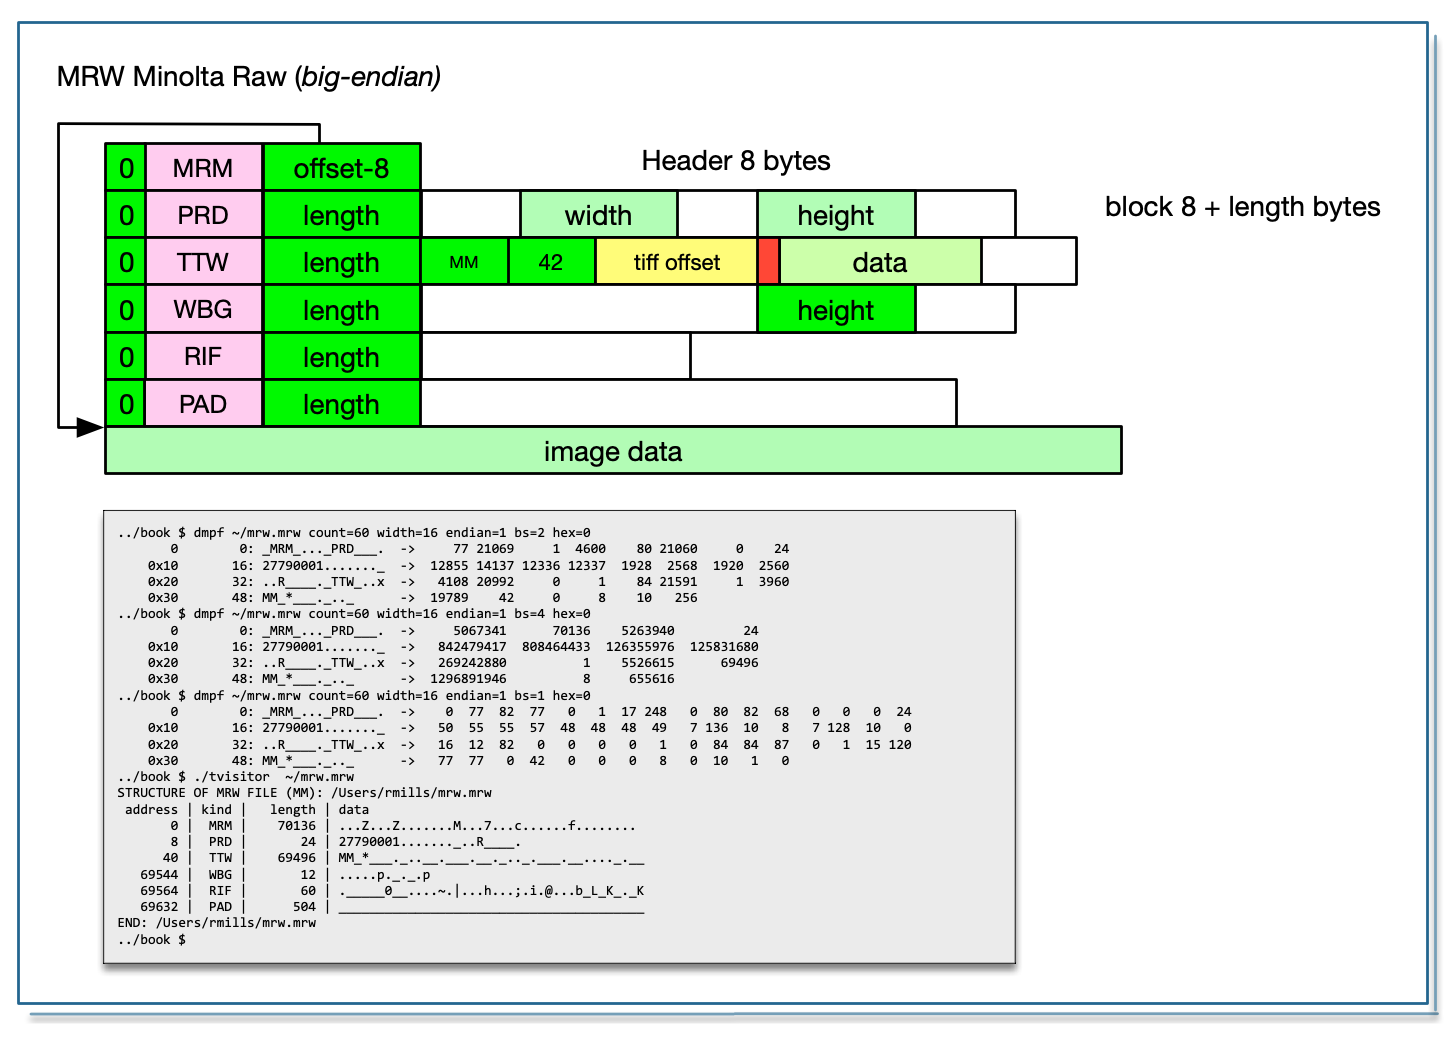 MRW Minolta Raw (big-endian)
0 MRM offset-8 Header 8 bytes
0 PRD length width height block 8 + length bytes
0 TTW length MM 42 tiff offset data
0 WBG length height
0 RIF length
0 PAD length
image data
../book $ dmpf ~/mrw.mrw count=60 width=16 endian=1 bs=2 hex=0
0 0: _MRM_..._PRD___. -> 77 21069 1 4600 80 21060 0 24
0x10 16: 27790001......._ -> 12855 14137 12336 12337 1928 2568 1920 2560
0x20 32: ..R____._TTW_..x -> 4108 20992 0 1 84 21591 1 3960
0x30 48: MM_*___._.._ -> 19789 42 0 8 10 256
../book $ dmpf ~/mrw.mrw count=60 width=16 endian=1 bs=4 hex=0
0 0: _MRM_..._PRD___. -> 5067341 70136 5263940 24
0x10 16: 27790001......._ -> 842479417 808464433 126355976 125831680
0x20 32: ..R____._TTW_..x -> 269242880 1 5526615 69496
0x30 48: MM_*___._.._ -> 1296891946 8 655616
../book $ dmpf ~/mrw.mrw count=60 width=16 endian=1 bs=1 hex=0
0 0: _MRM_..._PRD___. -> 0 77 82 77 0 1 17 248 0 80 82 68 0 0 0 24
0x10 16: 27790001......._ -> 50 55 55 57 48 48 48 49 7 136 10 8 7 128 10 0
0x20 32: ..R____._TTW_..x -> 16 12 82 0 0 0 0 1 0 84 84 87 0 1 15 120
0x30 48: MM_*___._.._ -> 77 77 0 42 0 0 0 8 0 10 1 0
../book $ ./tvisitor ~/mrw.mrw
STRUCTURE OF MRW FILE (MM): /Users/rmills/mrw.mrw
address | kind | length | data
0 | MRM | 70136 | ...Z...Z.......M...7...c......f........
8 | PRD | 24 | 27790001......._..R____.
40 | TTW | 69496 | MM_*___._..__.___.__._.._.___.__...._.__
69544 | WBG | 12 | .....p._._.p
69564 | RIF | 60 | ._____0__....~.|...h...;.i.@...b_L_K_._K
69632 | PAD | 504 | ________________________________________
END: /Users/rmills/mrw.mrw
../book $